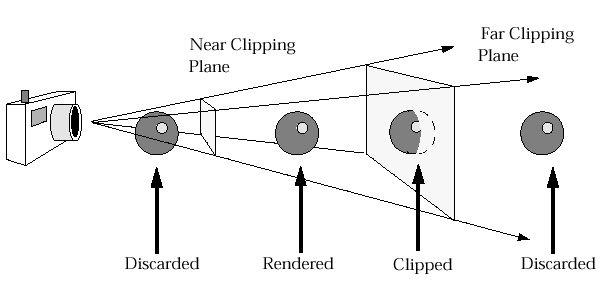 Near Clipping
Plane
Far Clipping
Plane
Discarded
Rendered
Clipped
Discarded